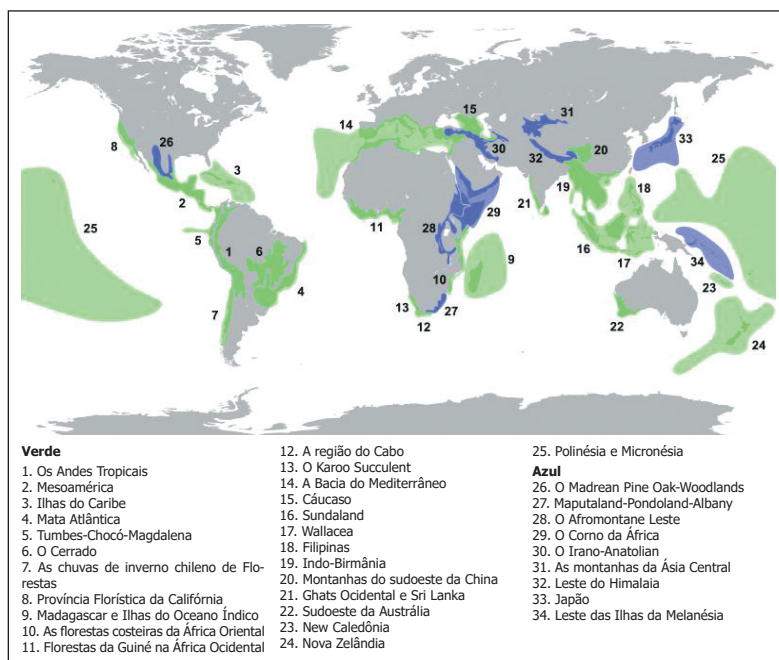 15
31
14
8
26
33
30
20
32
3
25
2
19
21
18
11
29
25
5
28
1
6
9
16
17
34
4
10
23
7
13
27
12
22
24
Verde
1. Os Andes Tropicais
2. Mesoamérica
3. Ilhas do Caribe
4. Mata Atlântica
5. Tumbes-Chocó-Magdalena
6. O Cerrado
7. As chuvas de inverno chileno de Flo-
restas
8. Província Florística da Califórnia
9. Madagascar e Ilhas do Oceano Índico
10. As florestas costeiras da África Oriental
11. Florestas da Guiné na África Ocidental
12. A região do Cabo
13. O Karoo Succulent
14. A Bacia do Mediterrâneo
15. Cáucaso
16. Sundaland
17. Wallacea
18. Filipinas
19. Indo-Birmânia
20. Montanhas do sudoeste da China
21. Ghats Ocidental e Sri Lanka
22. Sudoeste da Austrália
23. New Caledônia
24. Nova Zelândia
25. Polinésia e Micronésia
Azul
26. O Madrean Pine Oak-Woodlands
27. Maputaland-Pondoland-Albany
28. O Afromontane Leste
29. O Corno da África
30. O Irano-Anatolian
31. As montanhas da Ásia Central
32. Leste do Himalaia
33. Japão
34. Leste das Ilhas da Melanésia